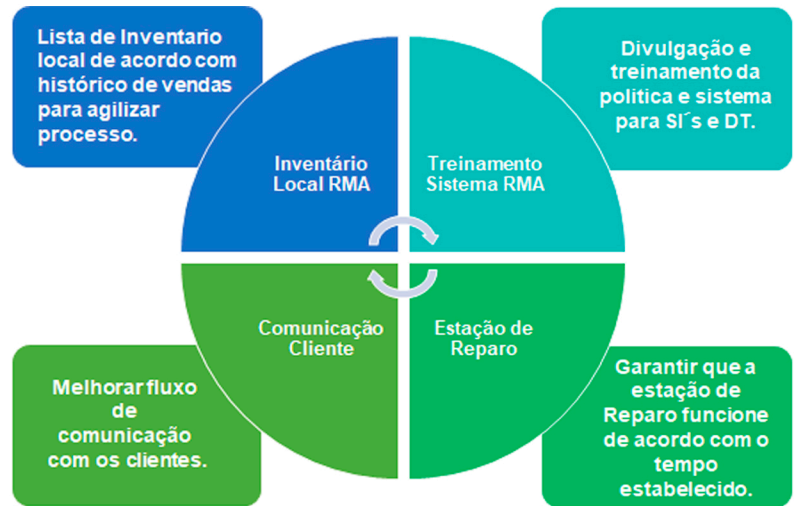 Lista de Inventario
local de acordo com
histórico de vendas
para agilizar
processo.
Divulgação e
treinamento da
politica e sistema
para SI´s e DT.
Inventário
Local RMA
Treinamento
Sistema RMA
Comunicação
Cliente
Estação de
Reparo
Melhorar fluxo
de
comunicação
com os clientes.
Garantir que a
estação de
Reparo funcione
de acordo com o
tempo
estabelecido.